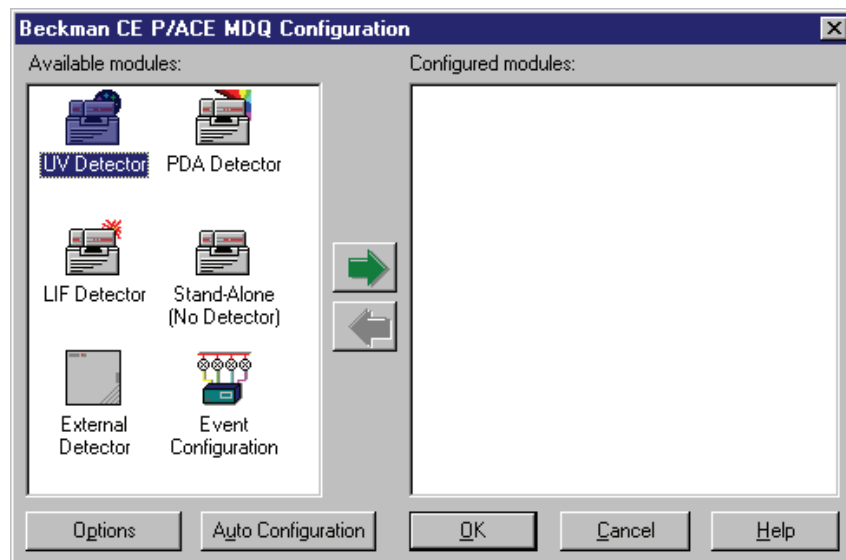 Beckman CE P/ACE MDQ Configuration
Available modules:
Configured modules:
UV Detector
PDA Detector
LIF Detector
Stand-Alone
(No Detector)
External
Detector
Event
Configuration
Options
Auto Configuration
OK
Cancel
Help